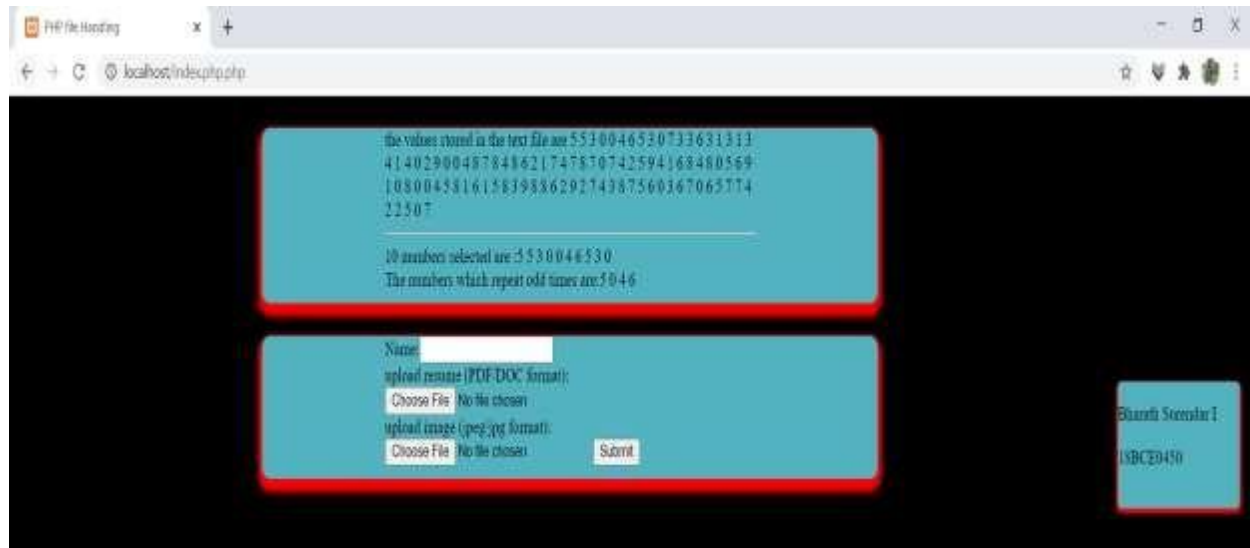 PHP file Handling
localhost/index.php.php
the values stored in the text file are 5 5 3 0 0 4 6 5 3 0 7 3 3 6 3 1 3 1 3
4 1 4 0 2 9 0 0 4 8 7 8 4 8 6 2 1 7 4 7 8 7 0 7 4 2 5 9 4 1 6 8 4 8 0 5 6 9
1 0 8 0 0 4 5 8 1 6 1 5 8 3 9 8 8 6 2 9 2 7 4 3 8 7 5 6 0 3 6 7 0 6 5 7 7 4
2 2 5 0 7
10 numbers selected are :5 5 3 0 0 4 6 5 3 0
The numbers which repeat odd times are:5 0 4 6
Name:
upload resume (PDF/DOC format):
Choose File No file chosen
upload image (jpeg/jpg format):
Choose File No file chosen Submit
Bharath Surendar I
18BCE0450